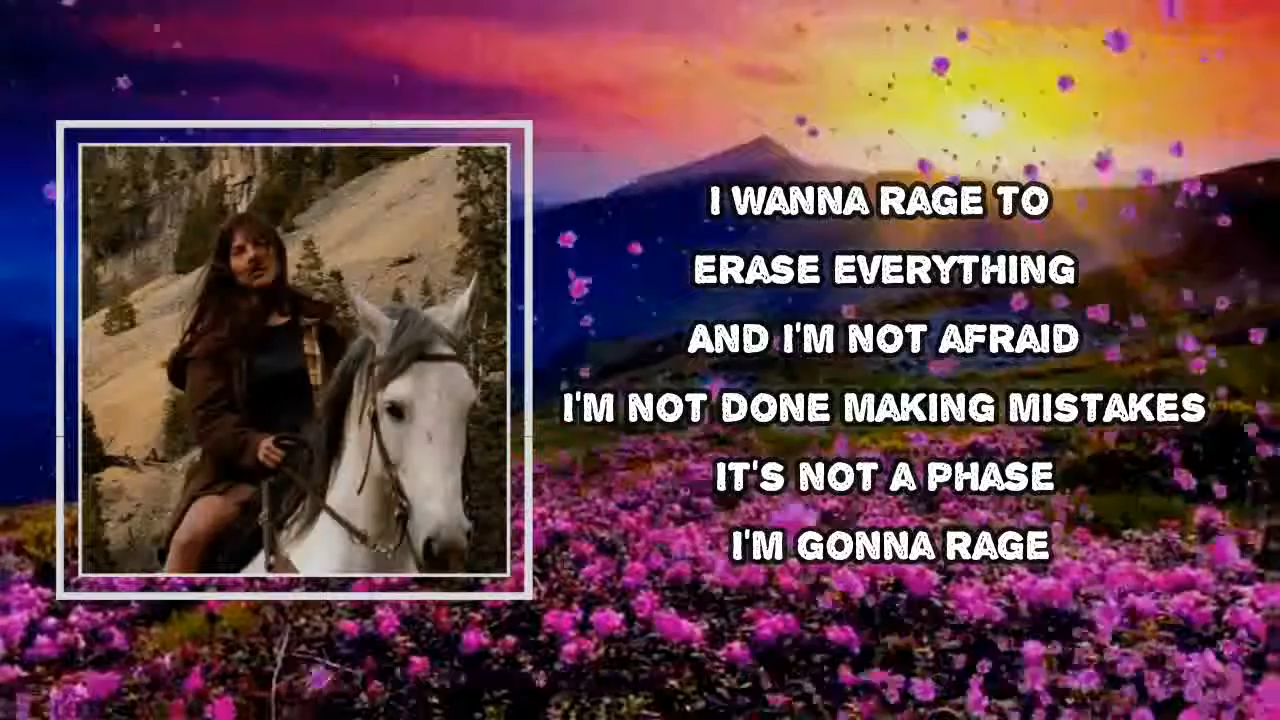 I WANNA RAGE TO
ERASE EVERYTHING
AND I'M NOT AFRAID
I'M NOT DONE MAKING MISTAKES
IT'S NOT A PHASE
I'M GONNA RAGE